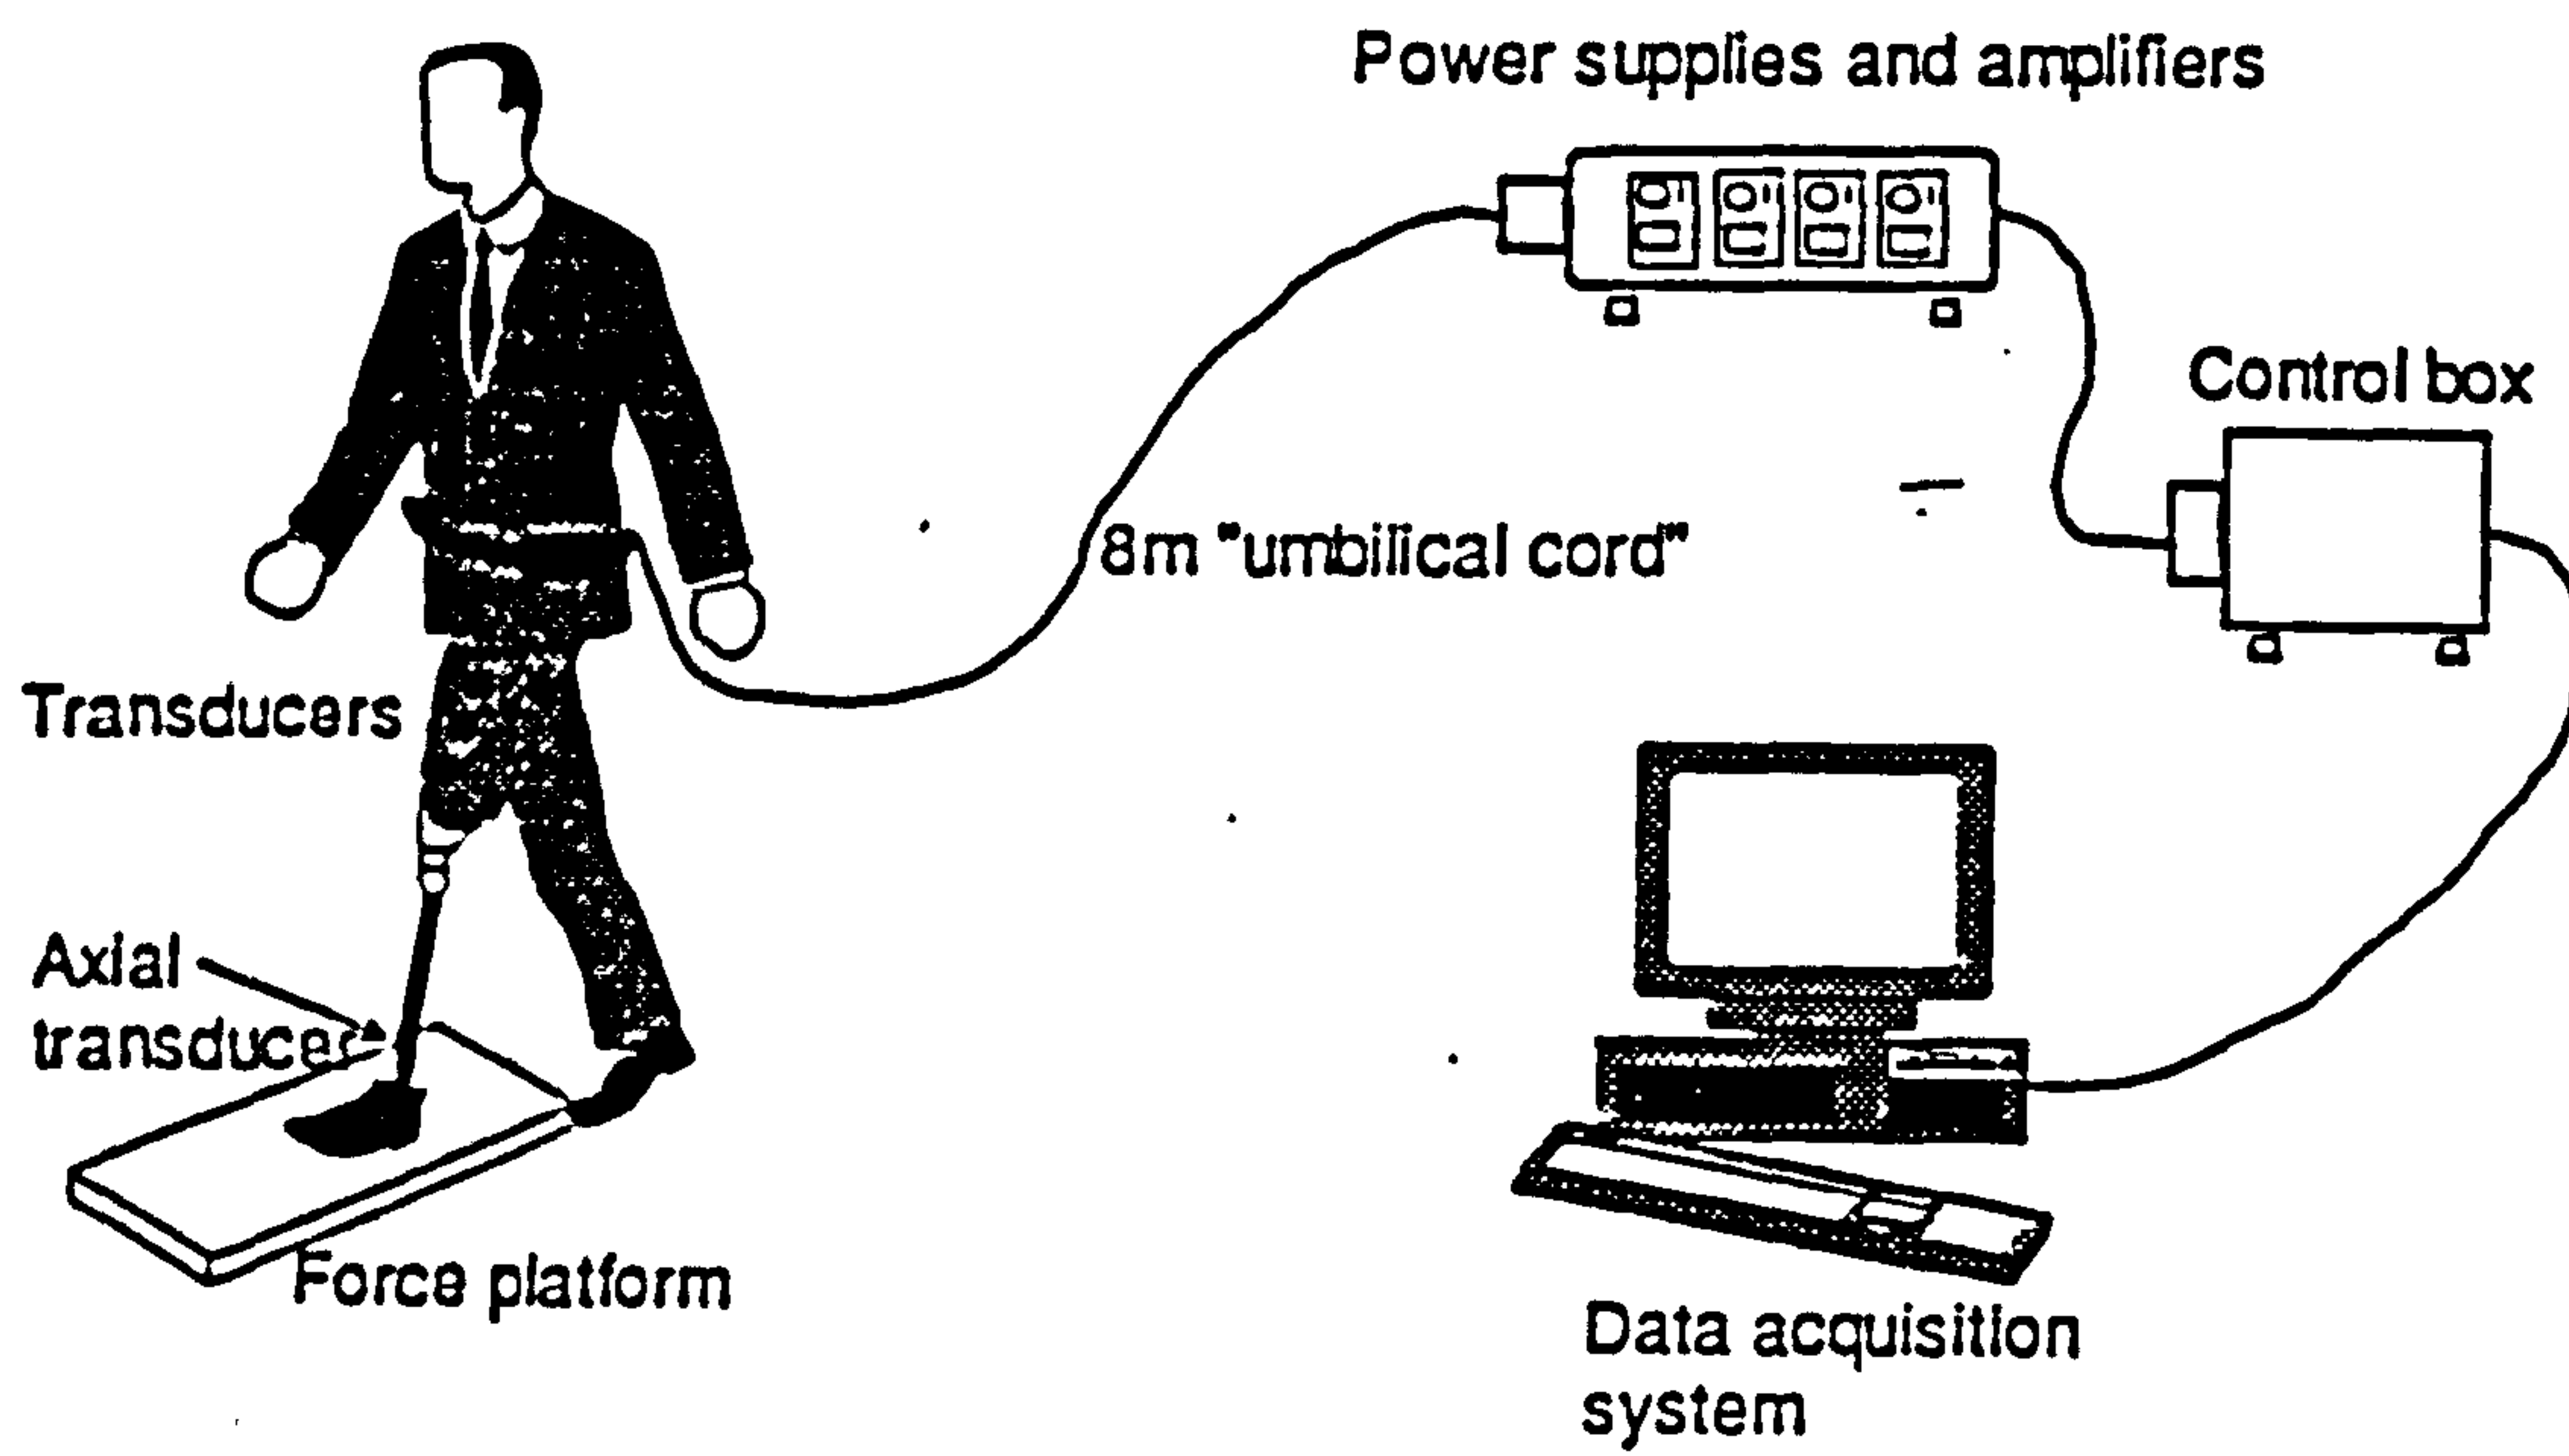 Power supplies and amplifiers
Control box
8m "umbilical cord"
Transducers
Axial
transducer
Force platform
Data acquisition
system